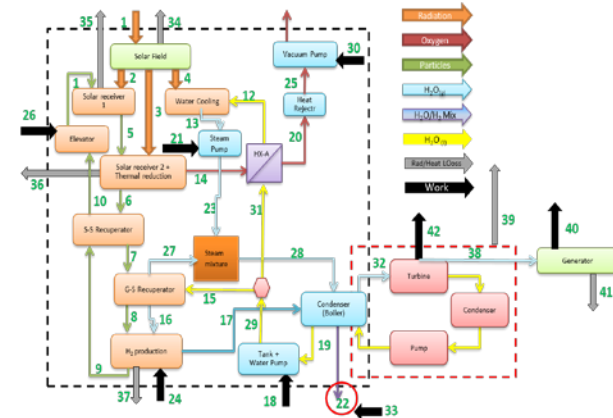 35
1
34
Radiation
Solar Field
Vacuum Pump
30
Oxygen
1
2
4
25
Particles
Solar receiver
1
3
Water Cooling
12
Heat
Rejectr
H₂O(g)
26
13
H₂O/H₂ Mix
Elevator
5
21
Steam
Pump
20
H₂O(l)
HX-A
Rad/Heat LOoss
36
Solar receiver 2 +
Thermal reduction
14
Work
10
6
23
31
39
S-S Recuperator
42
40
7
27
Steam
mixture
28
32
38
Turbine
Generator
G-S Recuperator
15
Condenser
(Boiler)
Condenser
41
8
16
17
29
19
Pump
H₂ production
Tank +
Water Pump
9
37
24
18
22
33